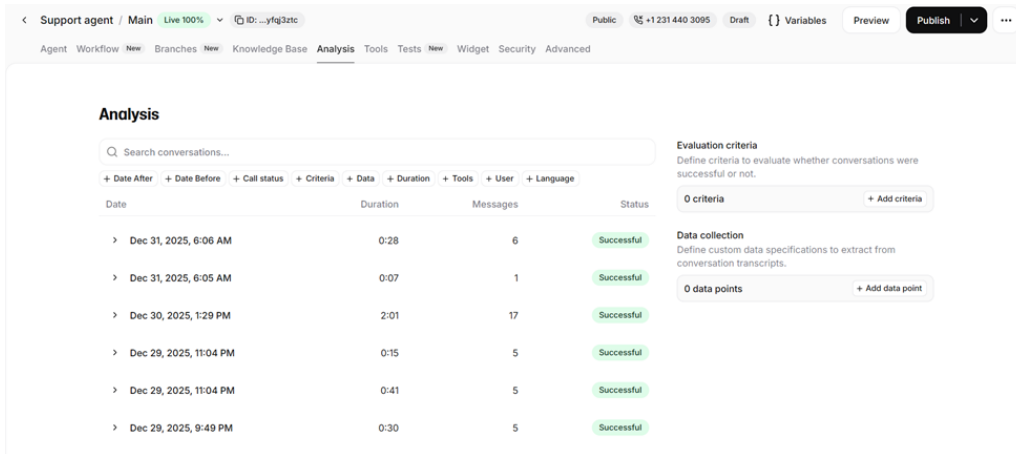 Support agent / Main Live 100% ID: ...yfqj3ztc Public +1 231 440 3095 Draft { } Variables Preview Publish
Agent Workflow New Branches New Knowledge Base Analysis Tools Tests New Widget Security Advanced
Analysis
Search conversations...
+ Date After + Date Before + Call status + Criteria + Data + Duration + Tools + User + Language
Date Duration Messages Status
Dec 31, 2025, 6:06 AM 0:28 6 Successful
Dec 31, 2025, 6:05 AM 0:07 1 Successful
Dec 30, 2025, 1:29 PM 2:01 17 Successful
Dec 29, 2025, 11:04 PM 0:15 5 Successful
Dec 29, 2025, 11:04 PM 0:41 5 Successful
Dec 29, 2025, 9:49 PM 0:30 5 Successful
Evaluation criteria
Define criteria to evaluate whether conversations were
successful or not.
0 criteria + Add criteria
Data collection
Define custom data specifications to extract from
conversation transcripts.
0 data points + Add data point